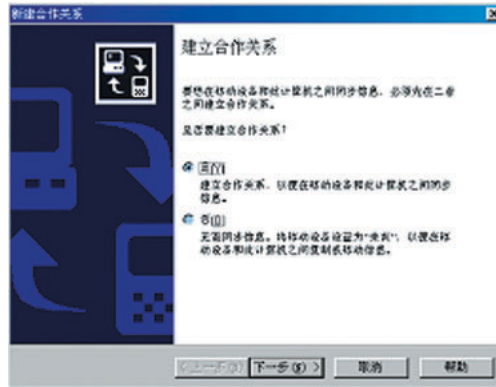 新建合作关系
建立合作关系
要想在移动设备和此计算机之间同步信息，必须先在二者
之间建立合作关系。
是否要建立合作关系?
是(Y)
建立合作关系，以便在移动设备和此计算机之间同步
信息。
否(O)
无需同步信息。将移动设备设置为"来宾"，以便在移
动设备和此计算机之间复制或移动信息。
<上一步(B)
下一步(N) >
取消
帮助